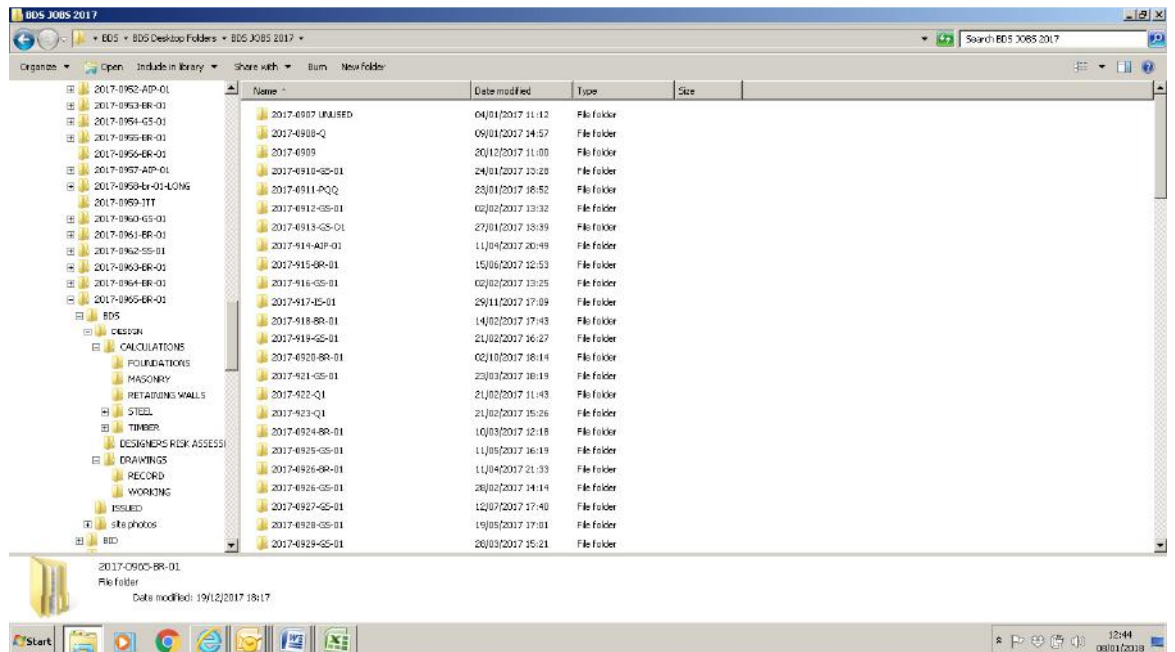 BDS JOBS 2017
BDS BDS Desktop Folders BDS JOBS 2017
Search BDS JOBS 2017
Organize Open Include in library Share with Burn New folder
2017-0952-AIP-01
2017-0953-BR-01
2017-0954-GS-01
2017-0955-BR-01
2017-0956-BR-01
2017-0957-AIP-01
2017-0958-br-01-LONG
2017-0959-ITT
2017-0960-GS-01
2017-0961-BR-01
2017-0962-SS-01
2017-0963-BR-01
2017-0964-BR-01
2017-0965-BR-01
BDS
DESIGN
CALCULATIONS
FOUNDATIONS
MASONRY
RETAINING WALLS
STEEL
TIMBER
DESIGNERS RISK ASSESS
DRAWINGS
RECORD
WORKING
ISSUED
site photos
BID
Name Date modified Type Size
2017-0907 UNUSED 04/01/2017 11:12 File folder
2017-0908-Q 09/01/2017 14:57 File folder
2017-0909 20/12/2017 11:00 File folder
2017-0910-GS-01 24/01/2017 13:28 File folder
2017-0911-PQQ 23/01/2017 18:52 File folder
2017-0912-GS-01 02/02/2017 13:32 File folder
2017-0913-GS-01 27/01/2017 13:39 File folder
2017-914-AIP-01 11/04/2017 20:49 File folder
2017-915-BR-01 15/06/2017 12:53 File folder
2017-916-GS-01 02/02/2017 13:25 File folder
2017-917-IS-01 29/11/2017 17:09 File folder
2017-918-BR-01 14/02/2017 17:43 File folder
2017-919-GS-01 21/02/2017 16:27 File folder
2017-0920-BR-01 02/10/2017 18:14 File folder
2017-921-GS-01 23/03/2017 18:19 File folder
2017-922-Q1 21/02/2017 11:43 File folder
2017-923-Q1 21/02/2017 15:26 File folder
2017-0924-BR-01 10/03/2017 12:18 File folder
2017-0925-GS-01 11/05/2017 16:19 File folder
2017-0926-BR-01 11/04/2017 21:33 File folder
2017-0926-GS-01 28/02/2017 14:14 File folder
2017-0927-GS-01 12/07/2017 17:40 File folder
2017-0928-GS-01 19/05/2017 17:01 File folder
2017-0929-GS-01 28/03/2017 15:21 File folder
2017-0965-BR-01
File folder
Date modified: 19/12/2017 18:17
Start
12:44
08/01/2018